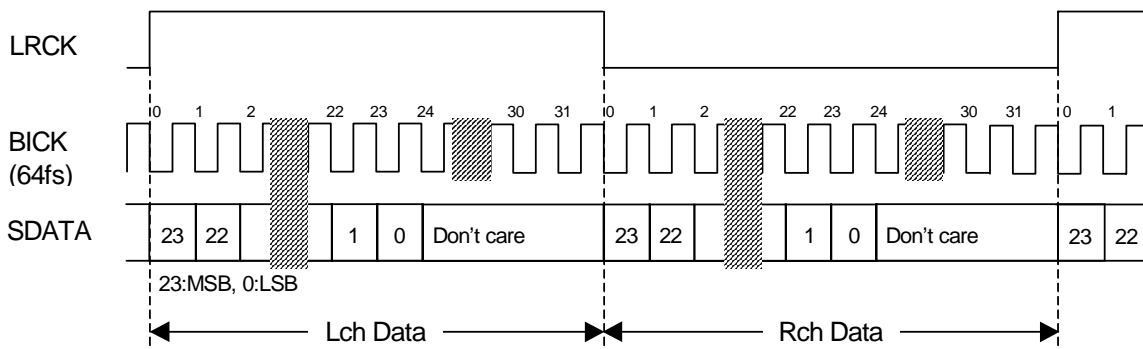 LRCK
0 1 2 22 23 24 30 31 0 1 2 22 23 24 30 31 0 1
BICK
(64fs)
SDATA 23 22 1 0 Don't care 23 22 1 0 Don't care 23 22
23:MSB, 0:LSB
Lch Data Rch Data